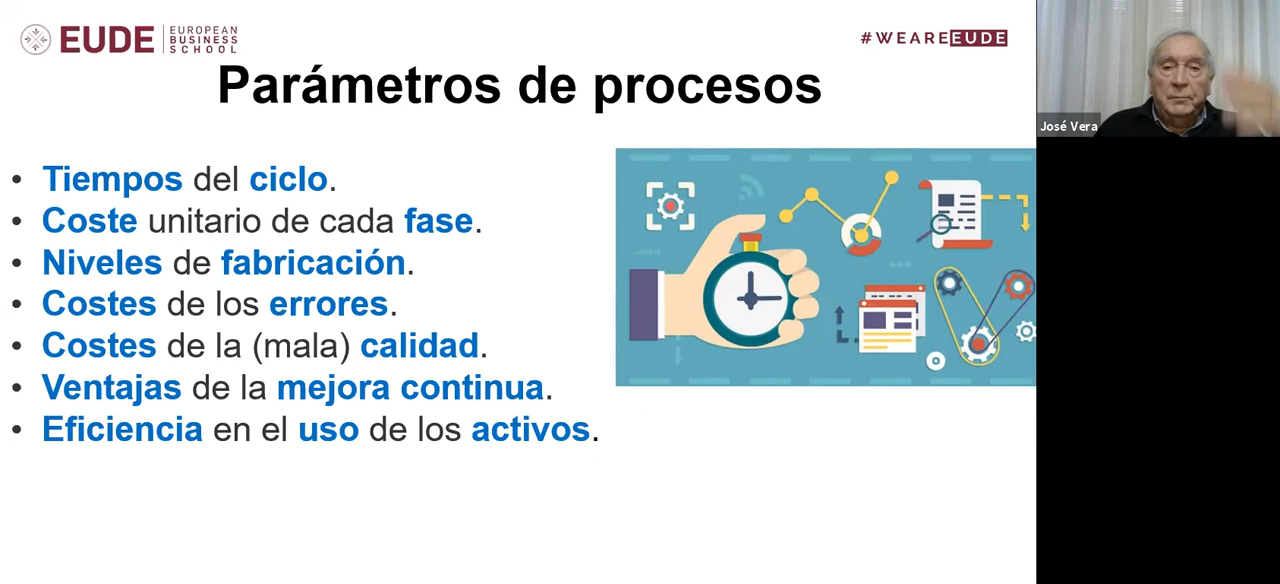 EUDE
EUROPEAN
BUSINESS
SCHOOL
#WEAREEUDE
Parámetros de procesos
José Vera
• Tiempos del ciclo.
• Coste unitario de cada fase.
• Niveles de fabricación.
• Costes de los errores.
• Costes de la (mala) calidad.
• Ventajas de la mejora continua.
• Eficiencia en el uso de los activos.